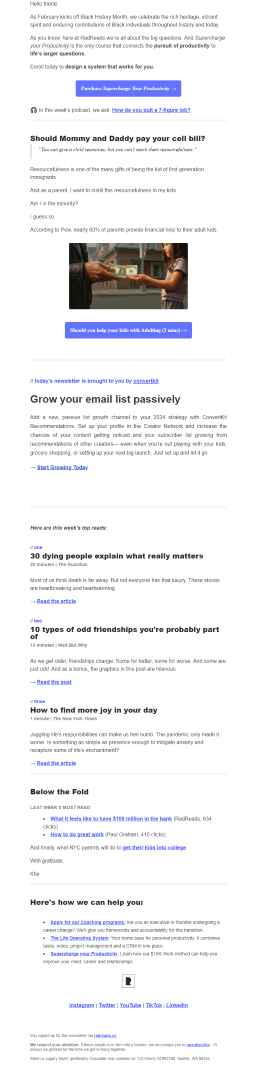 Hello friend,
As February kicks off Black History Month, we celebrate the rich heritage, vibrant
spirit and enduring contributions of Black individuals throughout history and today.
As you know, here at RadReads we're all about the big questions. And Supercharge
your Productivity is the only course that connects the pursuit of productivity to
life's larger questions.
Enroll today to design a system that works for you.
Purchase Supercharge Your Productivity →
🎧 In this week's podcast, we ask: How do you quit a 7-figure job?
Should Mommy and Daddy pay your cell bill?
"You can give a child resources, but you can't teach them resourcefulness."
Resourcefulness is one of the many gifts of being the kid of first generation
immigrants.
And as a parent, I want to instill this resourcefulness in my kids.
Am I in the minority?
I guess so.
According to Pew, nearly 60% of parents provide financial help to their adult kids.
Should you help your kids with Adulting (2 mins) →
// today's newsletter is brought to you by convertkit
Grow your email list passively
Add a new, passive list growth channel to your 2024 strategy with ConvertKit
Recommendations. Set up your profile in the Creator Network and increase the
chances of your content getting noticed and your subscriber list growing from
recommendations of other creators— even when you're out playing with your kids,
grocery shopping, or setting up your next big launch. Just set up and let it go.
→ Start Growing Today
Here are this week's top reads:
// one
30 dying people explain what really matters
20 minutes | The Guardian
Most of us think death is far away. But not everyone has that luxury. These stories
are heartbreaking and heartwarming.
→ Read the article
// two
10 types of odd friendships you're probably part
of
13 minutes | Wait But Why
As we get older, friendships change. Some for better, some for worse. And some are
just odd. And as a bonus, the graphics in this post are hilarious.
→ Read the post
// three
How to find more joy in your day
1 minute | The New York Times
Juggling life's responsibilities can make us feel numb. The pandemic only made it
worse. Is something as simple as presence enough to mitigate anxiety and
recapture some of life's enchantment?
→ Read the article
Below the Fold
LAST WEEK'S MOST READ
• What it feels like to have $100 million in the bank (RadReads, 634
clicks)
• How to do great work (Paul Graham, 410 clicks)
And finally, what NYC parents will do to get their kids into college.
With gratitude,
Khe
Here's how we can help you:
• Apply for our Coaching programs: Are you an executive or founder undergoing a
career change? We'll give you frameworks and accountability for this transition.
• The Life Operating System: Your home base for personal productivity. It combines
tasks, notes, project management and a CRM in one place.
• Supercharge your Productivity: Learn how our $10K Work method can help you
improve your mind, career and relationships.
R
Instagram | Twitter | YouTube | TikTok | LinkedIn
You signed up for this newsletter via radreads.co.
We respect your attention. If these emails ever turn into a burden, we encourage you to unsubscribe - I'll
always be grateful for the time we got to hang together.